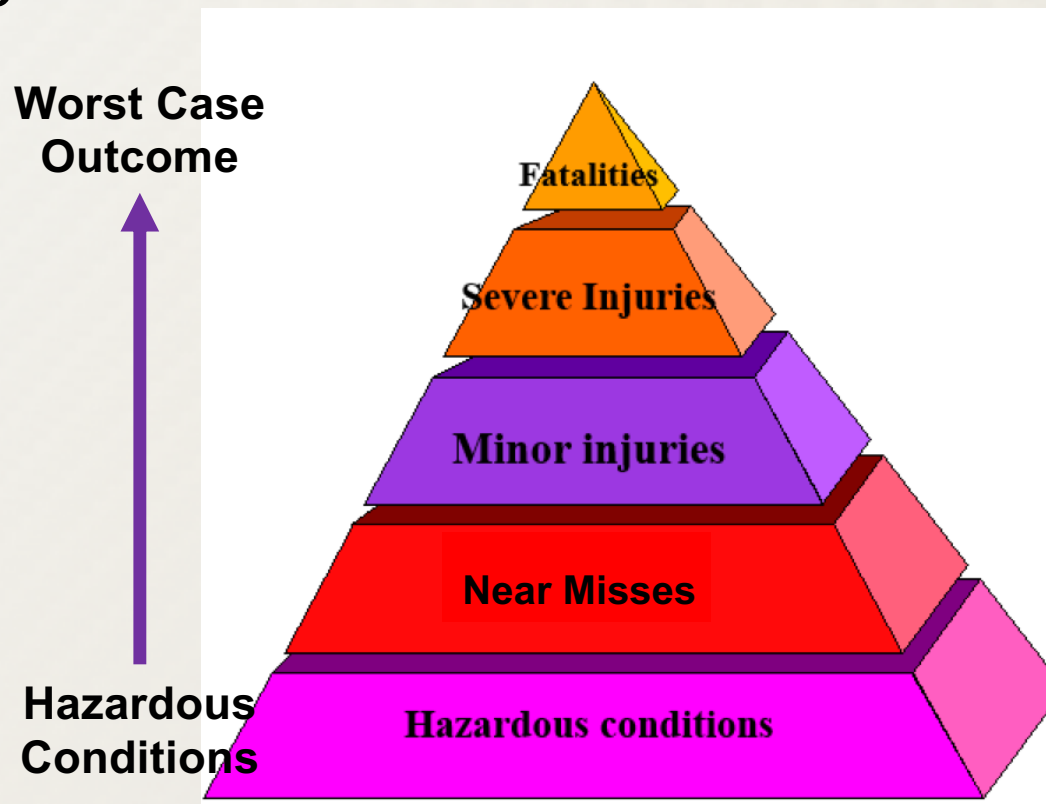 Worst Case
Outcome
Fatalities
Severe Injuries
Minor injuries
Near Misses
Hazardous conditions
Hazardous
Conditions